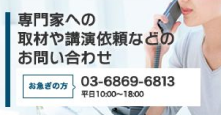 専門家への
取材や講演依頼などの
お問い合わせ
お急ぎの方
03-6869-6813
平日10:00～18:00